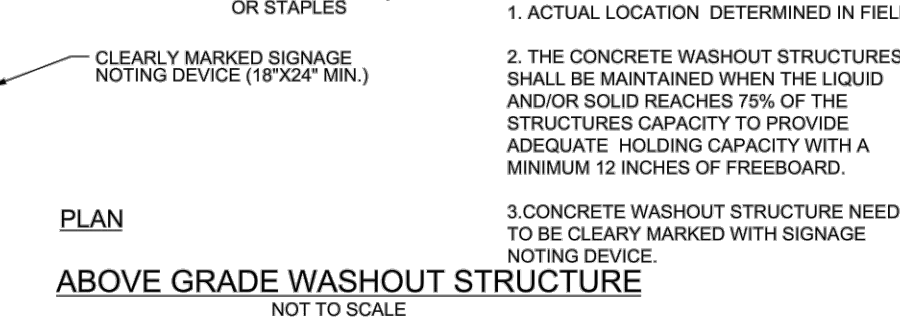 OR STAPLES
CLEARLY MARKED SIGNAGE
NOTING DEVICE (18"X24" MIN.)
PLAN
ABOVE GRADE WASHOUT STRUCTURE
NOT TO SCALE
1. ACTUAL LOCATION DETERMINED IN FIEL
2. THE CONCRETE WASHOUT STRUCTURES
SHALL BE MAINTAINED WHEN THE LIQUID
AND/OR SOLID REACHES 75% OF THE
STRUCTURES CAPACITY TO PROVIDE
ADEQUATE HOLDING CAPACITY WITH A
MINIMUM 12 INCHES OF FREEBOARD.
3.CONCRETE WASHOUT STRUCTURE NEED
TO BE CLEARY MARKED WITH SIGNAGE
NOTING DEVICE.